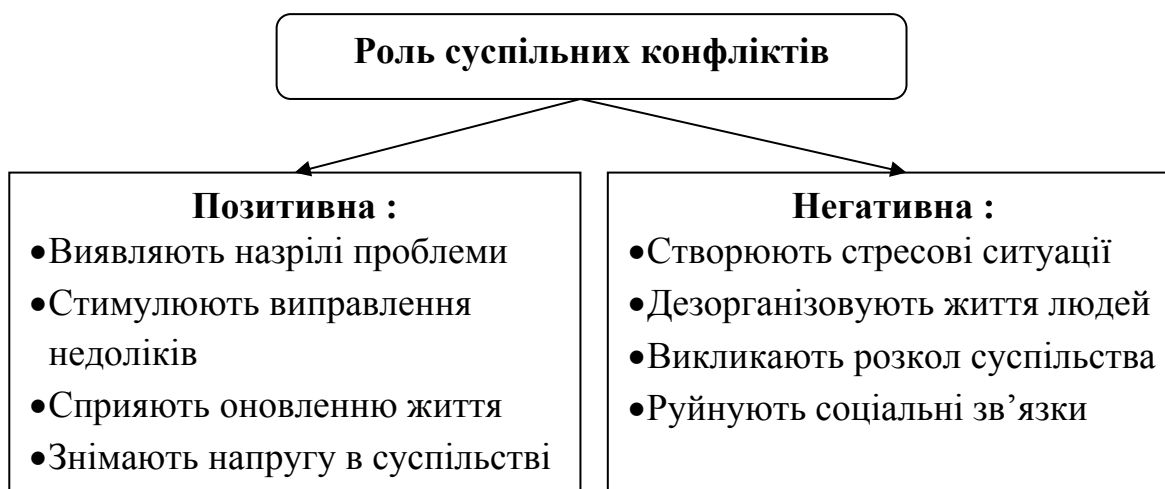 Роль суспільних конфліктів
Позитивна :
•Виявляють назрілі проблеми
•Стимулюють виправлення
недоліків
•Сприяють оновленню життя
•Знімають напругу в суспільстві
Негативна :
•Створюють стресові ситуації
•Дезорганізовують життя людей
•Викликають розкол суспільства
•Руйнують соціальні зв’язки